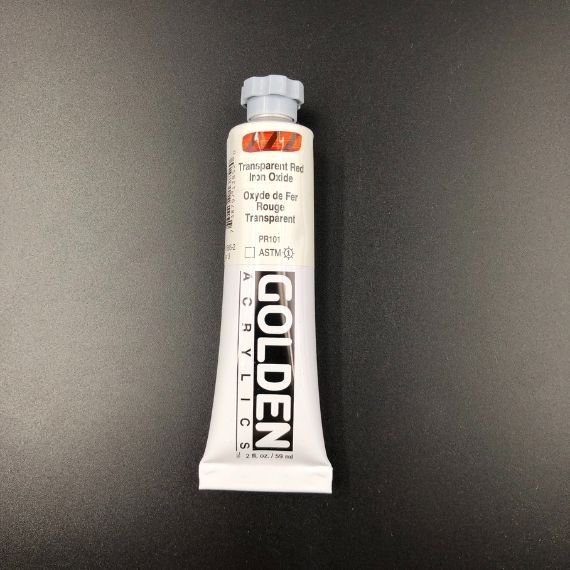 Transparent Red
Iron Oxide
Oxyde de Fer
Rouge
Transparent
PR101
ASTM I
GOLDEN
ACRYLICS
2 fl. oz. / 59 ml